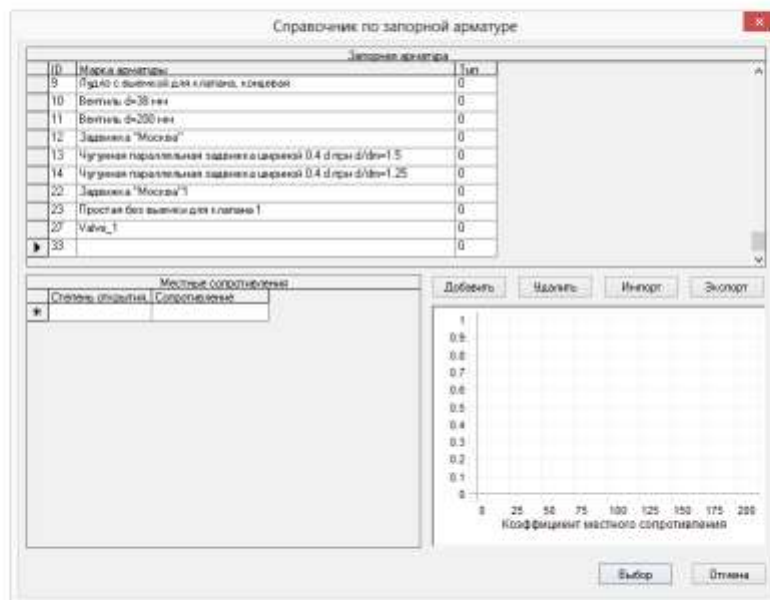 Справочник по запорной арматуре
Запорная арматура
ID Марка арматуры Тип
9 Пудло с выемкой для клапана, концевая 0
10 Вентиль d=38 мм 0
11 Вентиль d=200 мм 0
12 Задвижка "Москва" 0
13 Чугунная параллельная задвижка шириной 0.4 d при d/dm=1.5 0
14 Чугунная параллельная задвижка шириной 0.4 d при d/dm=1.25 0
22 Задвижка "Москва"1 0
23 Простая без выемки для клапана 1 0
27 Valve_1 0
33 0
Местные сопротивления
Степень открытия, Сопротивление
Добавить Удалить Импорт Экспорт
1
0.9
0.8
0.7
0.6
0.5
0.4
0.3
0.2
0.1
0
0 25 50 75 100 125 150 175 200
Коэффициент местного сопротивления
Выбор Отмена